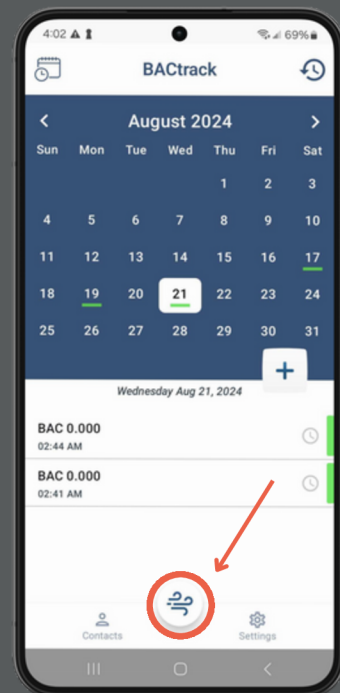 4:02 69%
BACtrack
August 2024
Sun Mon Tue Wed Thu Fri Sat
1 2 3
4 5 6 7 8 9 10
11 12 13 14 15 16 17
18 19 20 21 22 23 24
25 26 27 28 29 30 31
+
Wednesday Aug 21, 2024
BAC 0.000
02:44 AM
BAC 0.000
02:41 AM
Contacts Settings